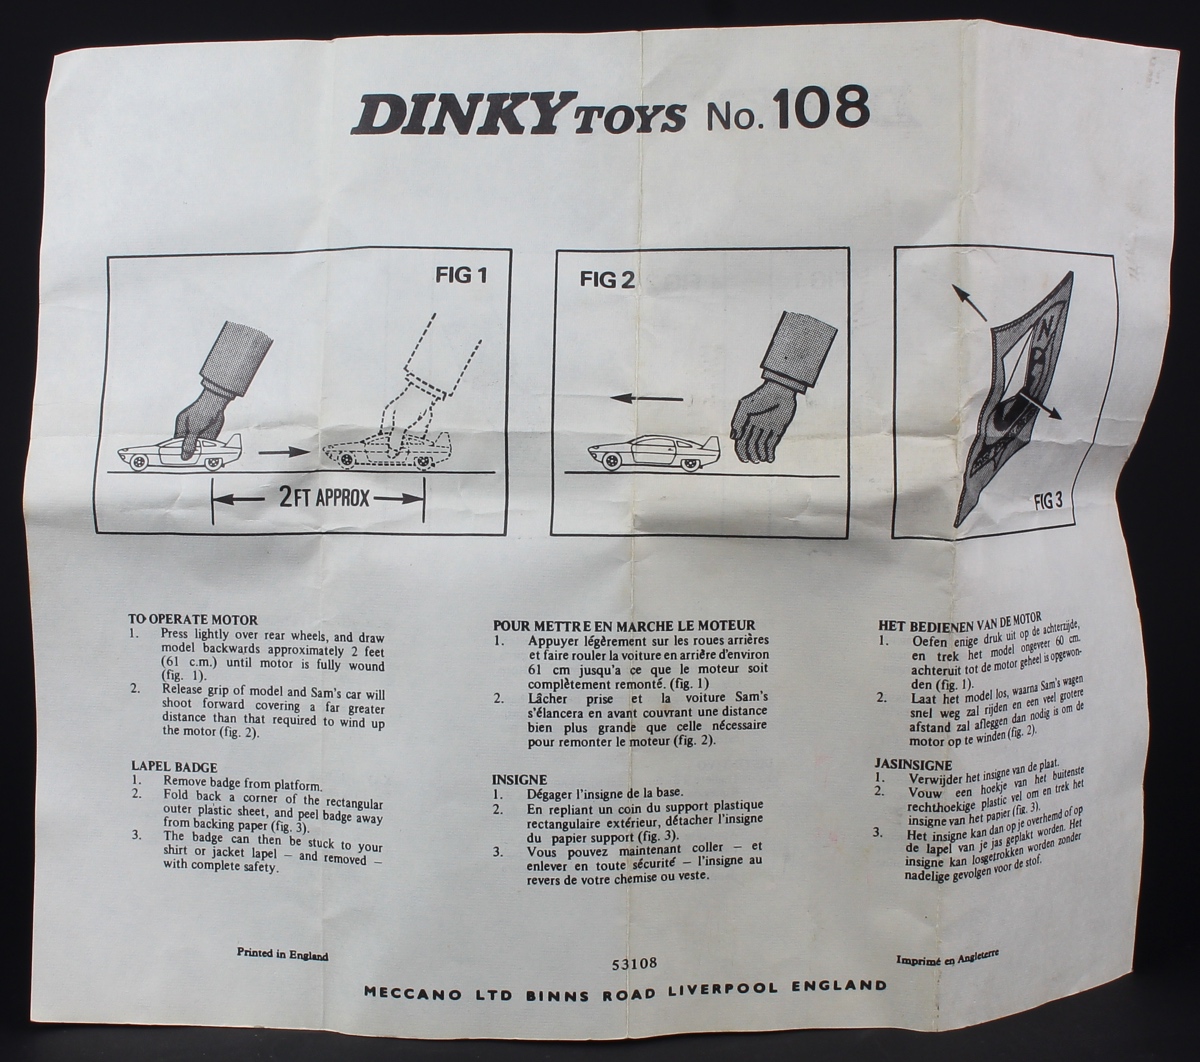 DINKY TOYS No. 108
FIG 1
2FT APPROX
FIG 2
FIG 3
TO OPERATE MOTOR
1. Press lightly over rear wheels, and draw
model backwards approximately 2 feet
(61 c.m.) until motor is fully wound
(fig. 1).
2. Release grip of model and Sam's car will
shoot forward covering a far greater
distance than that required to wind up
the motor (fig. 2).
LAPEL BADGE
1. Remove badge from platform.
2. Fold back a corner of the rectangular
outer plastic sheet, and peel badge away
from backing paper (fig. 3).
3. The badge can then be stuck to your
shirt or jacket lapel — and removed —
with complete safety.
POUR METTRE EN MARCHE LE MOTEUR
1. Appuyer légèrement sur les roues arrières
et faire rouler la voiture en arrière d'environ
61 cm jusqu'a çe que le moteur soit
complètement remonté. (fig. 1)
2. Lâcher prise et la voiture Sam's
s'élancera en avant couvrant une distance
bien plus grande que celle nécessaire
pour remonter le moteur (fig. 2).
INSIGNE
1. Dégager l'insigne de la base.
2. En repliant un coin du support plastique
rectangulaire extérieur, détacher l'insigne
du papier support (fig. 3).
3. Vous pouvez maintenant coller — et
enlever en toute sécurité — l'insigne au
revers de votre chemise ou veste.
HET BEDIENEN VAN DE MOTOR
1. Oefen enige druk uit op de achterzijde,
en trek het model ongeveer 60 cm.
achteruit tot de motor geheel is opgewon-
den (fig. 1).
2. Laat het model los, waarna Sam's wagen
snel weg zal rijden en een veel grotere
afstand zal afleggen dan nodig is om de
motor op te winden (fig. 2).
JASINSIGNE
1. Verwijder het insigne van de plaat.
2. Vouw een hoekje van het buitenste
rechthoekige plastic vel om en trek het
insigne van het papier (fig. 3).
3. Het insigne kan dan op je overhemd of op
de lapel van je jas geplakt worden. Het
insigne kan losgetrokken worden zonder
nadelige gevolgen voor de stof.
Printed in England
53108
Imprimé en Angleterre
MECCANO LTD BINNS ROAD LIVERPOOL ENGLAND